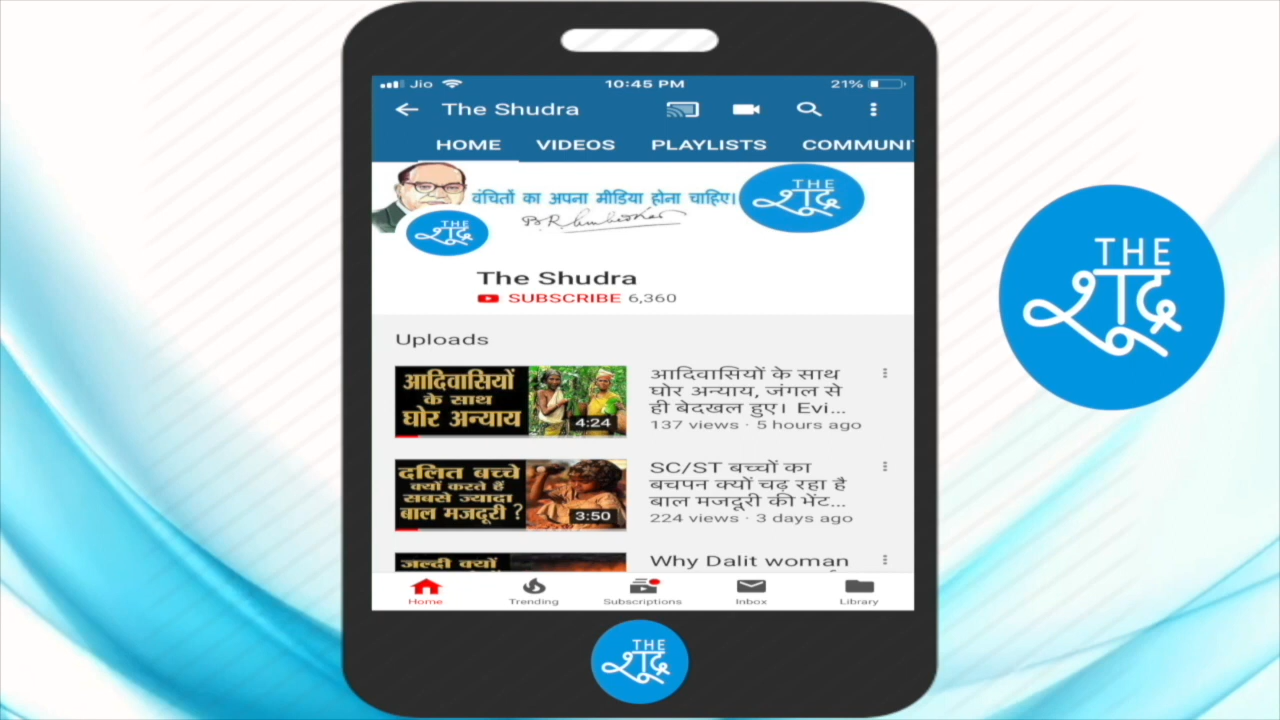 Jio
10:45 PM
21%
The Shudra
HOME VIDEOS PLAYLISTS COMMUNI
वंचितों का अपना मीडिया होना चाहिए।
THE
शूद्र
THE
शूद्र
The Shudra
SUBSCRIBE 6,360
Uploads
आदिवासियों
के साथ
घोर अन्याय
4:24
आदिवासियों के साथ
घोर अन्याय, जंगल से
ही बेदखल हुए। Evi...
137 views · 5 hours ago
दलित बच्चे
क्यों करते हैं
सबसे ज्यादा
बाल मजदूरी ?
3:50
SC/ST बच्चों का
बचपन क्यों चढ़ रहा है
बाल मजदूरी की भेंट...
224 views · 3 days ago
जल्दी क्यों
Why Dalit woman
Home Trending Subscriptions Inbox Library
THE
शूद्र
THE
शूद्र